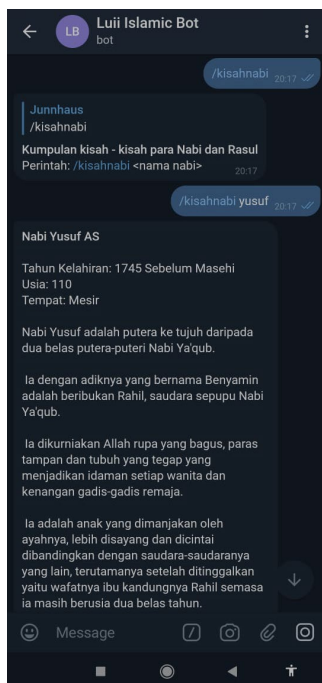 LB
Luii Islamic Bot
bot
/kisahnabi 20:17
Junnhaus
/kisahnabi
Kumpulan kisah - kisah para Nabi dan Rasul
Perintah: /kisahnabi <nama nabi>
20:17
/kisahnabi yusuf 20:17
Nabi Yusuf AS
Tahun Kelahiran: 1745 Sebelum Masehi
Usia: 110
Tempat: Mesir
Nabi Yusuf adalah putera ke tujuh daripada
dua belas putera-puteri Nabi Ya'qub.
Ia dengan adiknya yang bernama Benyamin
adalah beribukan Rahil, saudara sepupu Nabi
Ya'qub.
Ia dikurniakan Allah rupa yang bagus, paras
tampan dan tubuh yang tegap yang
menjadikan idaman setiap wanita dan
kenangan gadis-gadis remaja.
Ia adalah anak yang dimanjakan oleh
ayahnya, lebih disayang dan dicintai
dibandingkan dengan saudara-saudaranya
yang lain, terutamanya setelah ditinggalkan
yaitu wafatnya ibu kandungnya Rahil semasa
ia masih berusia dua belas tahun.
Message